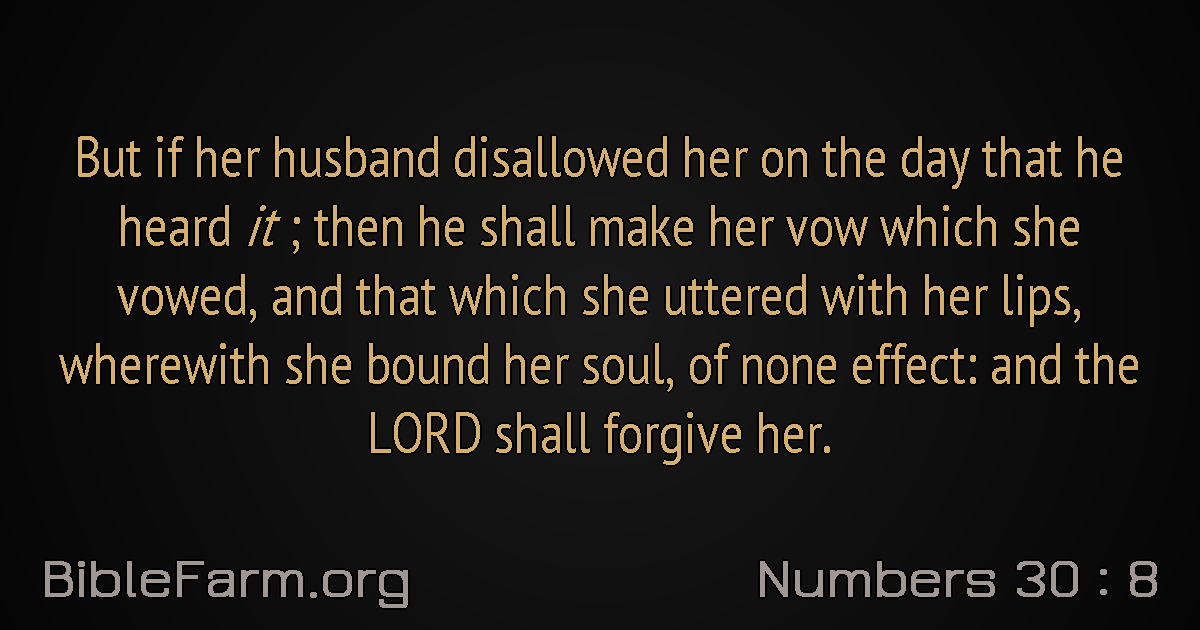 But if her husband disallowed her on the day that he
heard it ; then he shall make her vow which she
vowed, and that which she uttered with her lips,
wherewith she bound her soul, of none effect: and the
LORD shall forgive her.
BibleFarm.org
Numbers 30 : 8